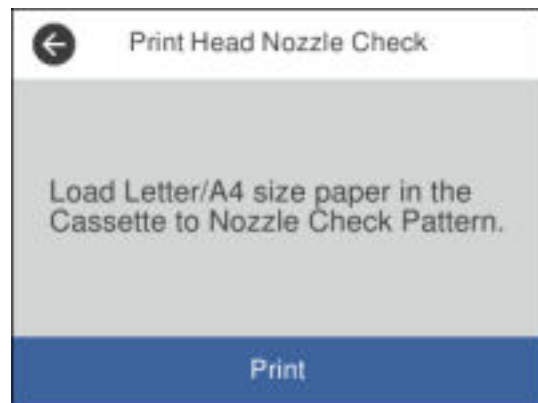 Print Head Nozzle Check
Load Letter/A4 size paper in the
Cassette to Nozzle Check Pattern.
Print